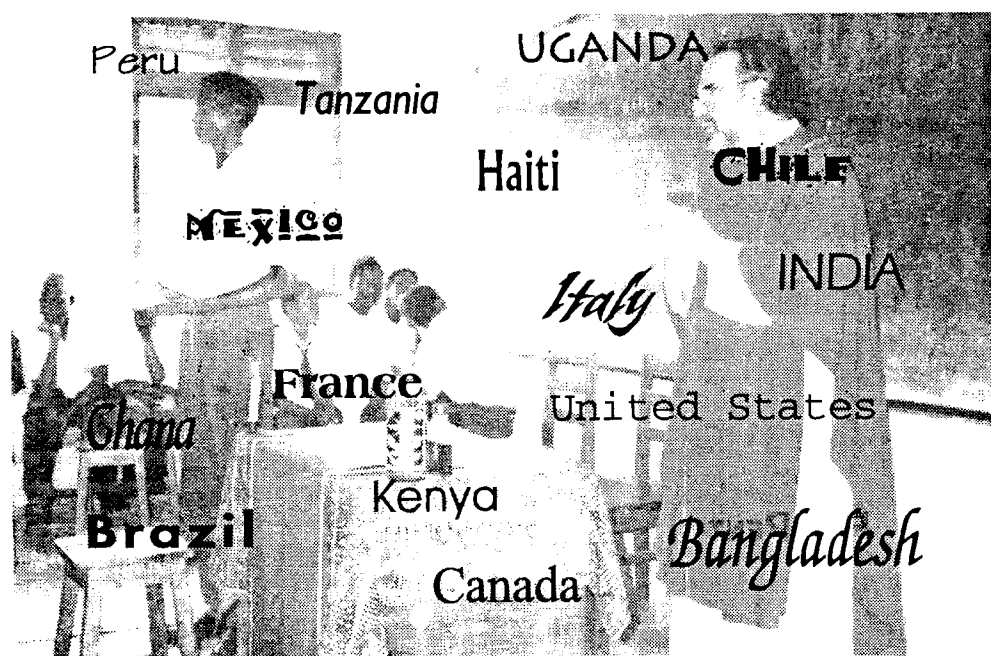 Peru
UGANDA
Tanzania
Haiti
CHILE
MEXICO
INDIA
Italy
France
United States
Ghana
Kenya
Brazil
Bangladesh
Canada